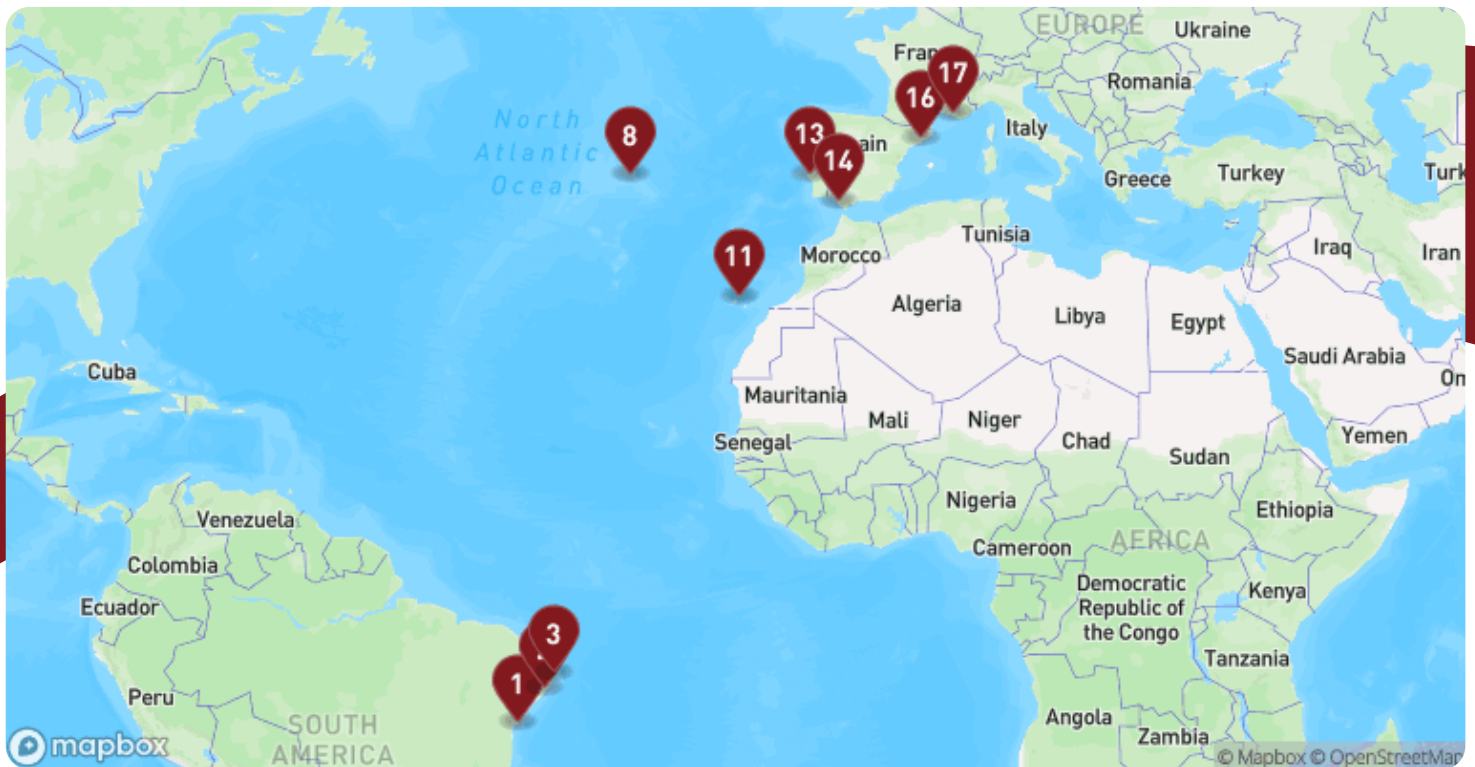 EUROPE
Ukraine
Fran
17
Romania
16
North
Atlantic
Ocean
8
13
14
ain
Italy
Greece
Turkey
Turk
11
Morocco
Tunisia
Iraq
Iran
Algeria
Libya
Egypt
Saudi Arabia
Cuba
Om
Mauritania
Mali
Niger
Chad
Senegal
Yemen
Sudan
Venezuela
Nigeria
Ethiopia
AFRICA
Cameroon
Colombia
Ecuador
Democratic
Republic of
the Congo
Kenya
3
1
Tanzania
Peru
Angola
Zambia
SOUTH
AMERICA
mapbox
© Mapbox © OpenStreetMap